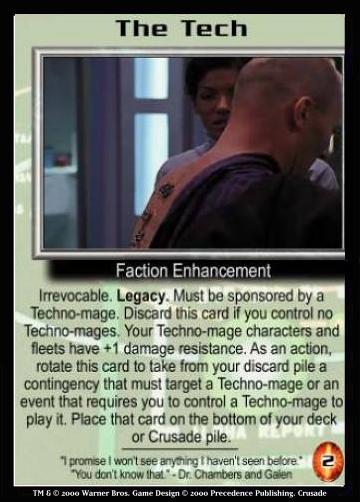 The Tech
Faction Enhancement
Irrevocable. Legacy. Must be sponsored by a
Techno-mage. Discard this card if you control no
Techno-mages. Your Techno-mage characters and
fleets have +1 damage resistance. As an action,
rotate this card to take from your discard pile a
contingency that must target a Techno-mage or an
event that requires you to control a Techno-mage to
play it. Place that card on the bottom of your deck
or Crusade pile.
"I promise I won't see anything I haven't seen before."
"You don't know that." - Dr. Chambers and Galen
2
TM & © 2000 Warner Bros. Game Design © 2000 Precedence Publishing. Crusade